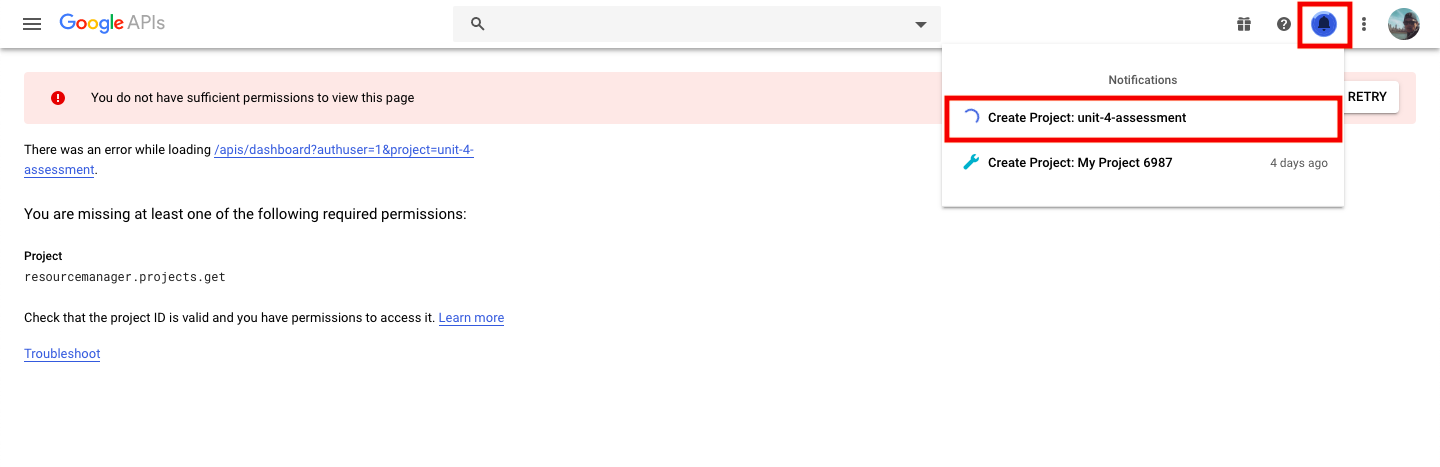 Google APIs
Notifications
You do not have sufficient permissions to view this page
RETRY
Create Project: unit-4-assessment
There was an error while loading /apis/dashboard?authuser=1&project=unit-4-
assessment.
Create Project: My Project 6987 4 days ago
You are missing at least one of the following required permissions:
Project
resourcemanager.projects.get
Check that the project ID is valid and you have permissions to access it. Learn more
Troubleshoot